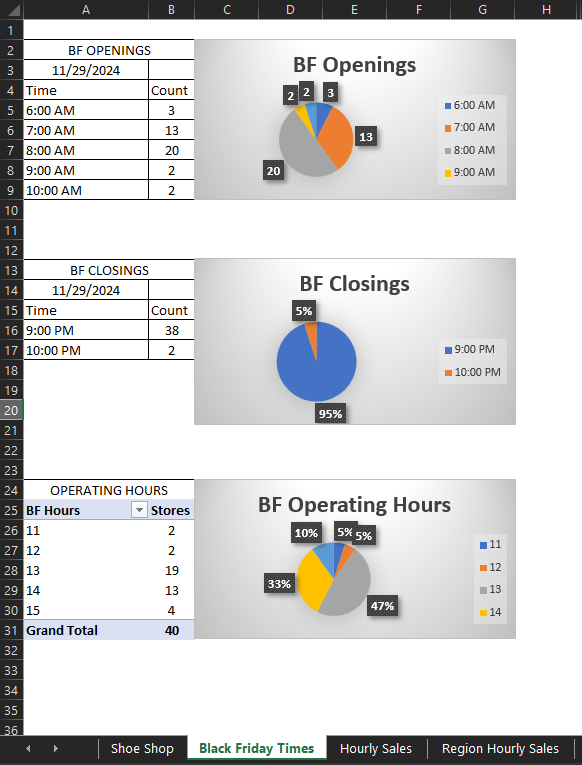 A B C D E F G H
1
2 BF OPENINGS
3 11/29/2024
4 Time Count
5 6:00 AM 3
6 7:00 AM 13
7 8:00 AM 20
8 9:00 AM 2
9 10:00 AM 2
BF Openings
2 2 3
13
20
6:00 AM
7:00 AM
8:00 AM
9:00 AM
10
11
12
13 BF CLOSINGS
14 11/29/2024
15 Time Count
16 9:00 PM 38
17 10:00 PM 2
BF Closings
5%
95%
9:00 PM
10:00 PM
18
19
20
21
22
23
24 OPERATING HOURS
25 BF Hours Stores
26 11 2
27 12 2
28 13 19
29 14 13
30 15 4
31 Grand Total 40
BF Operating Hours
10% 5% 5%
33%
47%
11
12
13
14
32
33
34
35
36
Shoe Shop Black Friday Times Hourly Sales Region Hourly Sales